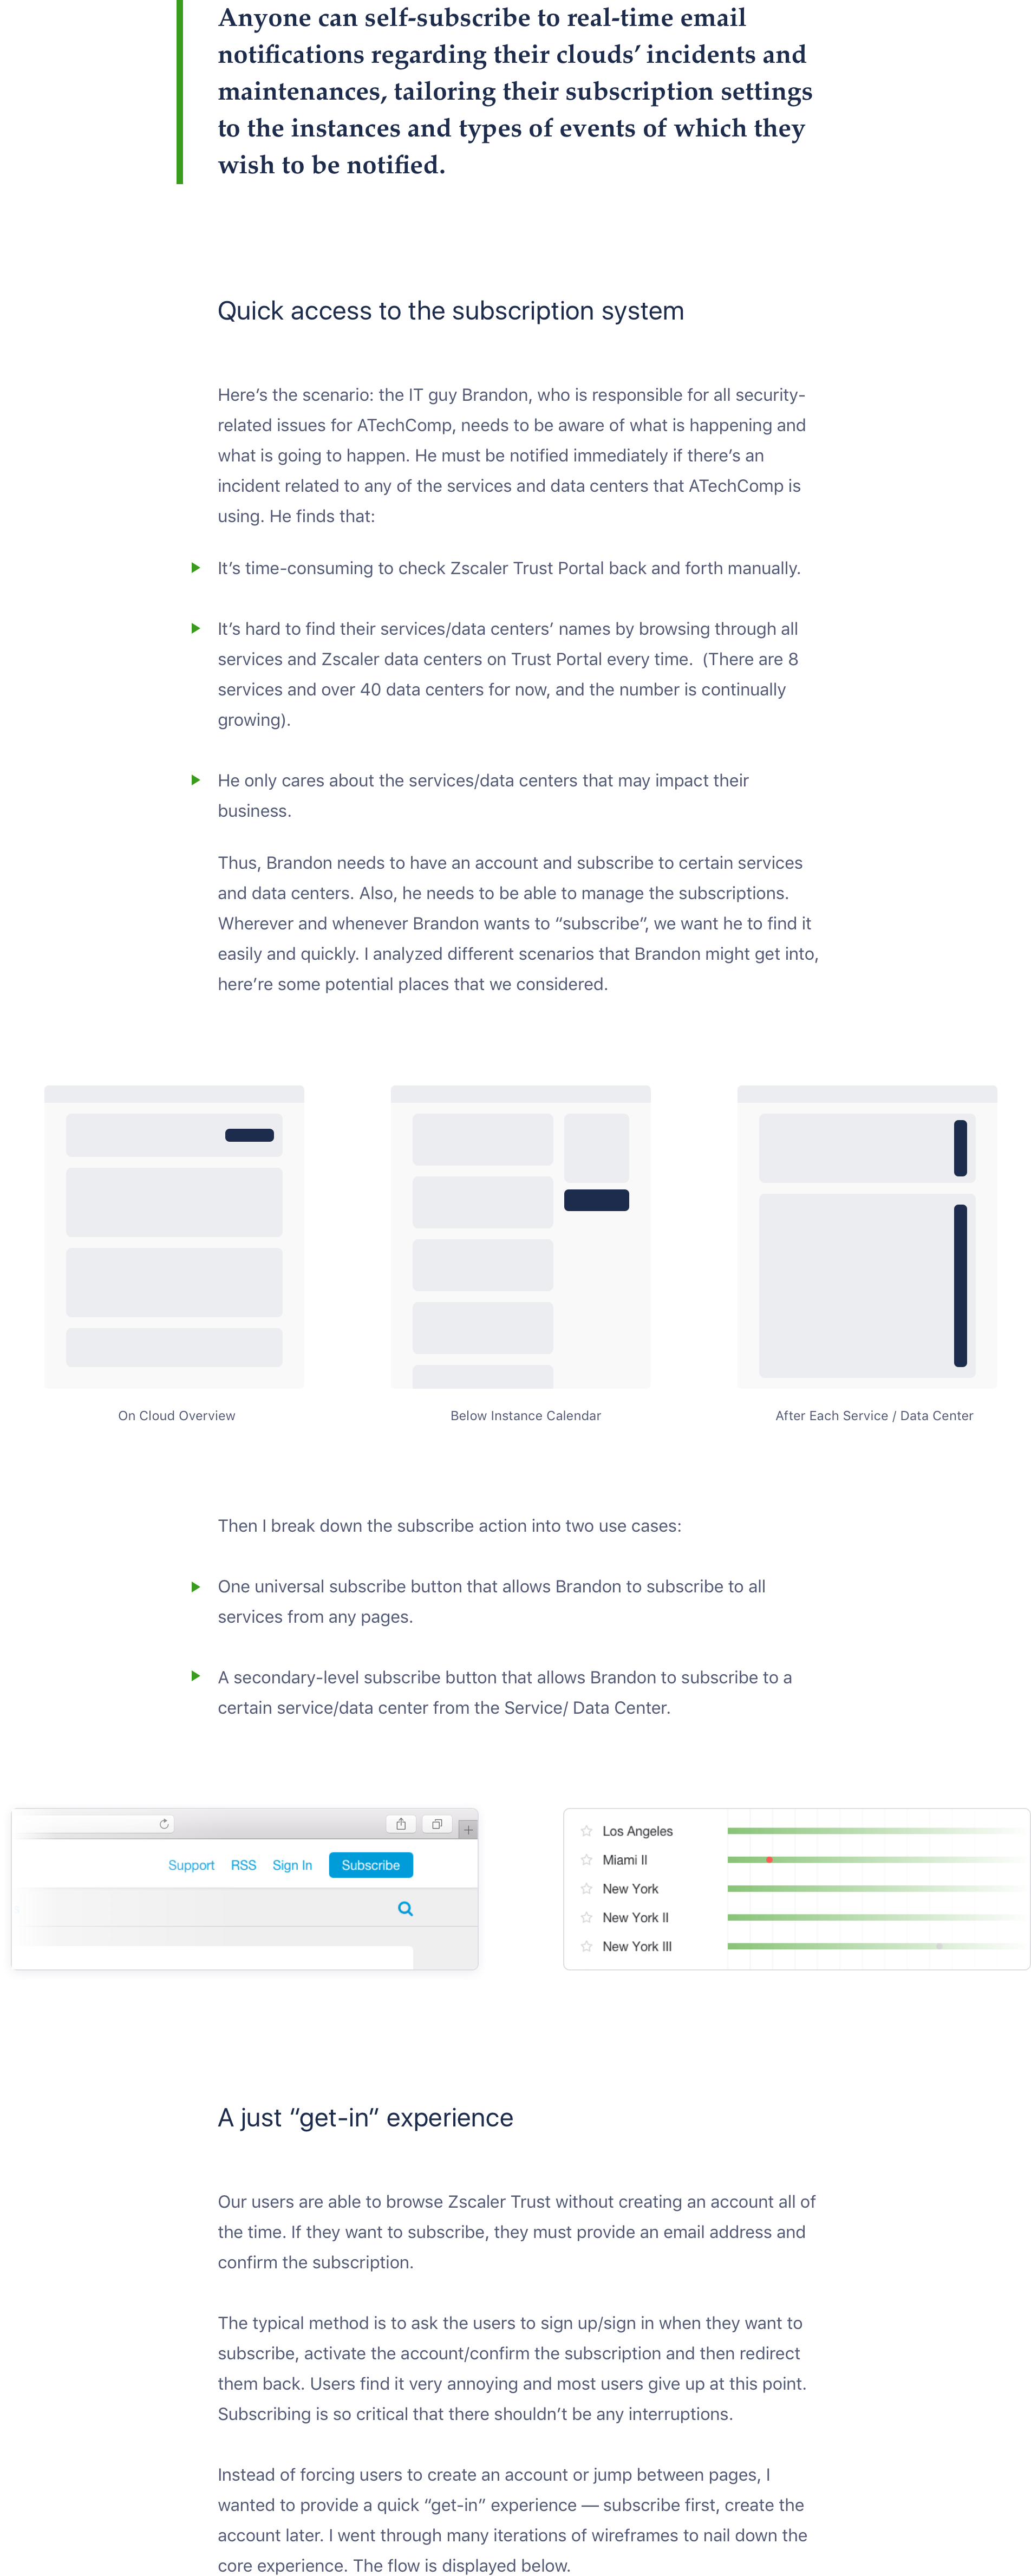 Anyone can self-subscribe to real-time email
notifications regarding their clouds’ incidents and
maintenances, tailoring their subscription settings
to the instances and types of events of which they
wish to be notified.
Quick access to the subscription system
Here’s the scenario: the IT guy Brandon, who is responsible for all security-
related issues for ATechComp, needs to be aware of what is happening and
what is going to happen. He must be notified immediately if there’s an
incident related to any of the services and data centers that ATechComp is
using. He finds that:
It’s time-consuming to check Zscaler Trust Portal back and forth manually.
It’s hard to find their services/data centers’ names by browsing through all
services and Zscaler data centers on Trust Portal every time.  (There are 8
services and over 40 data centers for now, and the number is continually
growing).
He only cares about the services/data centers that may impact their
business.
Thus, Brandon needs to have an account and subscribe to certain services
and data centers. Also, he needs to be able to manage the subscriptions.
Wherever and whenever Brandon wants to “subscribe”, we want he to find it
easily and quickly. I analyzed different scenarios that Brandon might get into,
here’re some potential places that we considered.
On Cloud Overview
Below Instance Calendar
After Each Service / Data Center
Then I break down the subscribe action into two use cases:
One universal subscribe button that allows Brandon to subscribe to all
services from any pages.
A secondary-level subscribe button that allows Brandon to subscribe to a
certain service/data center from the Service/ Data Center.
Support RSS Sign In Subscribe
Los Angeles
Miami II
New York
New York II
New York III
A just “get-in” experience
Our users are able to browse Zscaler Trust without creating an account all of
the time. If they want to subscribe, they must provide an email address and
confirm the subscription.
The typical method is to ask the users to sign up/sign in when they want to
subscribe, activate the account/confirm the subscription and then redirect
them back. Users find it very annoying and most users give up at this point.
Subscribing is so critical that there shouldn’t be any interruptions.
Instead of forcing users to create an account or jump between pages, I
wanted to provide a quick “get-in” experience — subscribe first, create the
account later. I went through many iterations of wireframes to nail down the
core experience. The flow is displayed below.